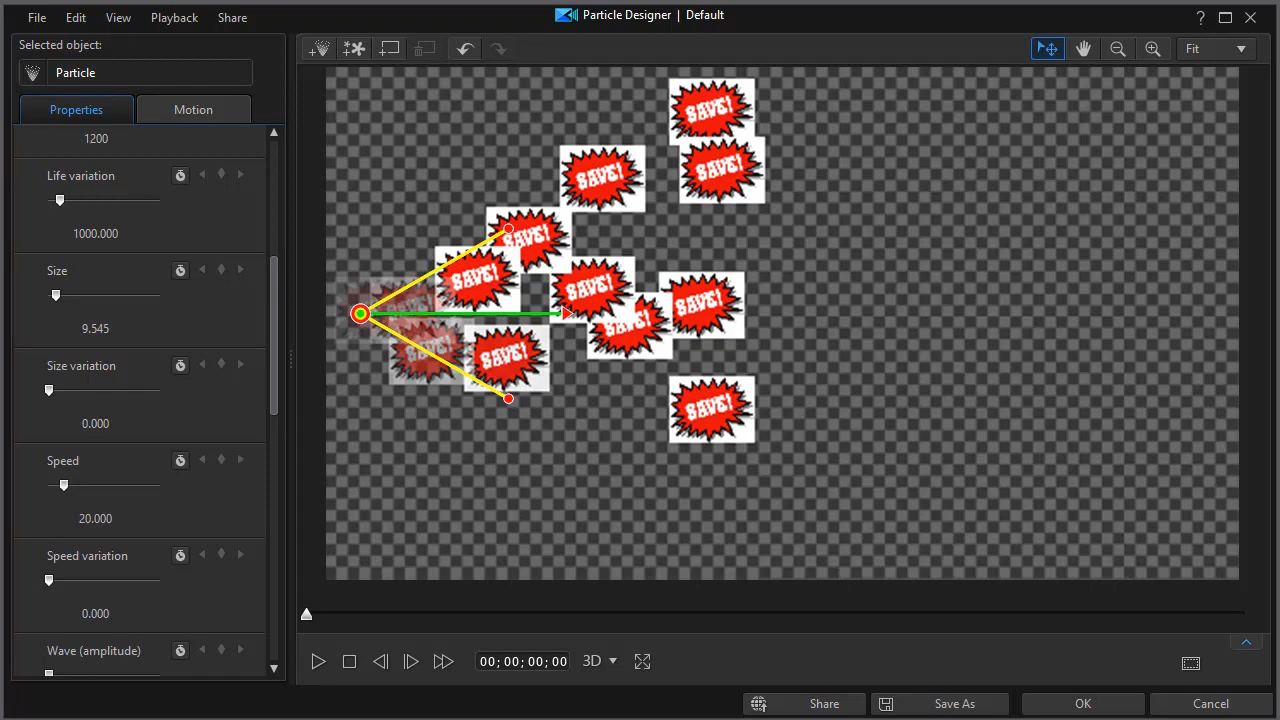 Particle Designer | Default
File Edit View Playback Share
?
Selected object:
Particle
Properties Motion
1200
Life variation
1000.000
Size
9.545
Size variation
0.000
Speed
20.000
Speed variation
0.000
Wave (amplitude)
Fit
SAVE!
SAVE!
SAVE!
SAVE!
SAVE!
SAVE!
SAVE!
SAVE!
SAVE!
SAVE!
SAVE!
SAVE!
00;00;00;00 3D
Share Save As OK Cancel